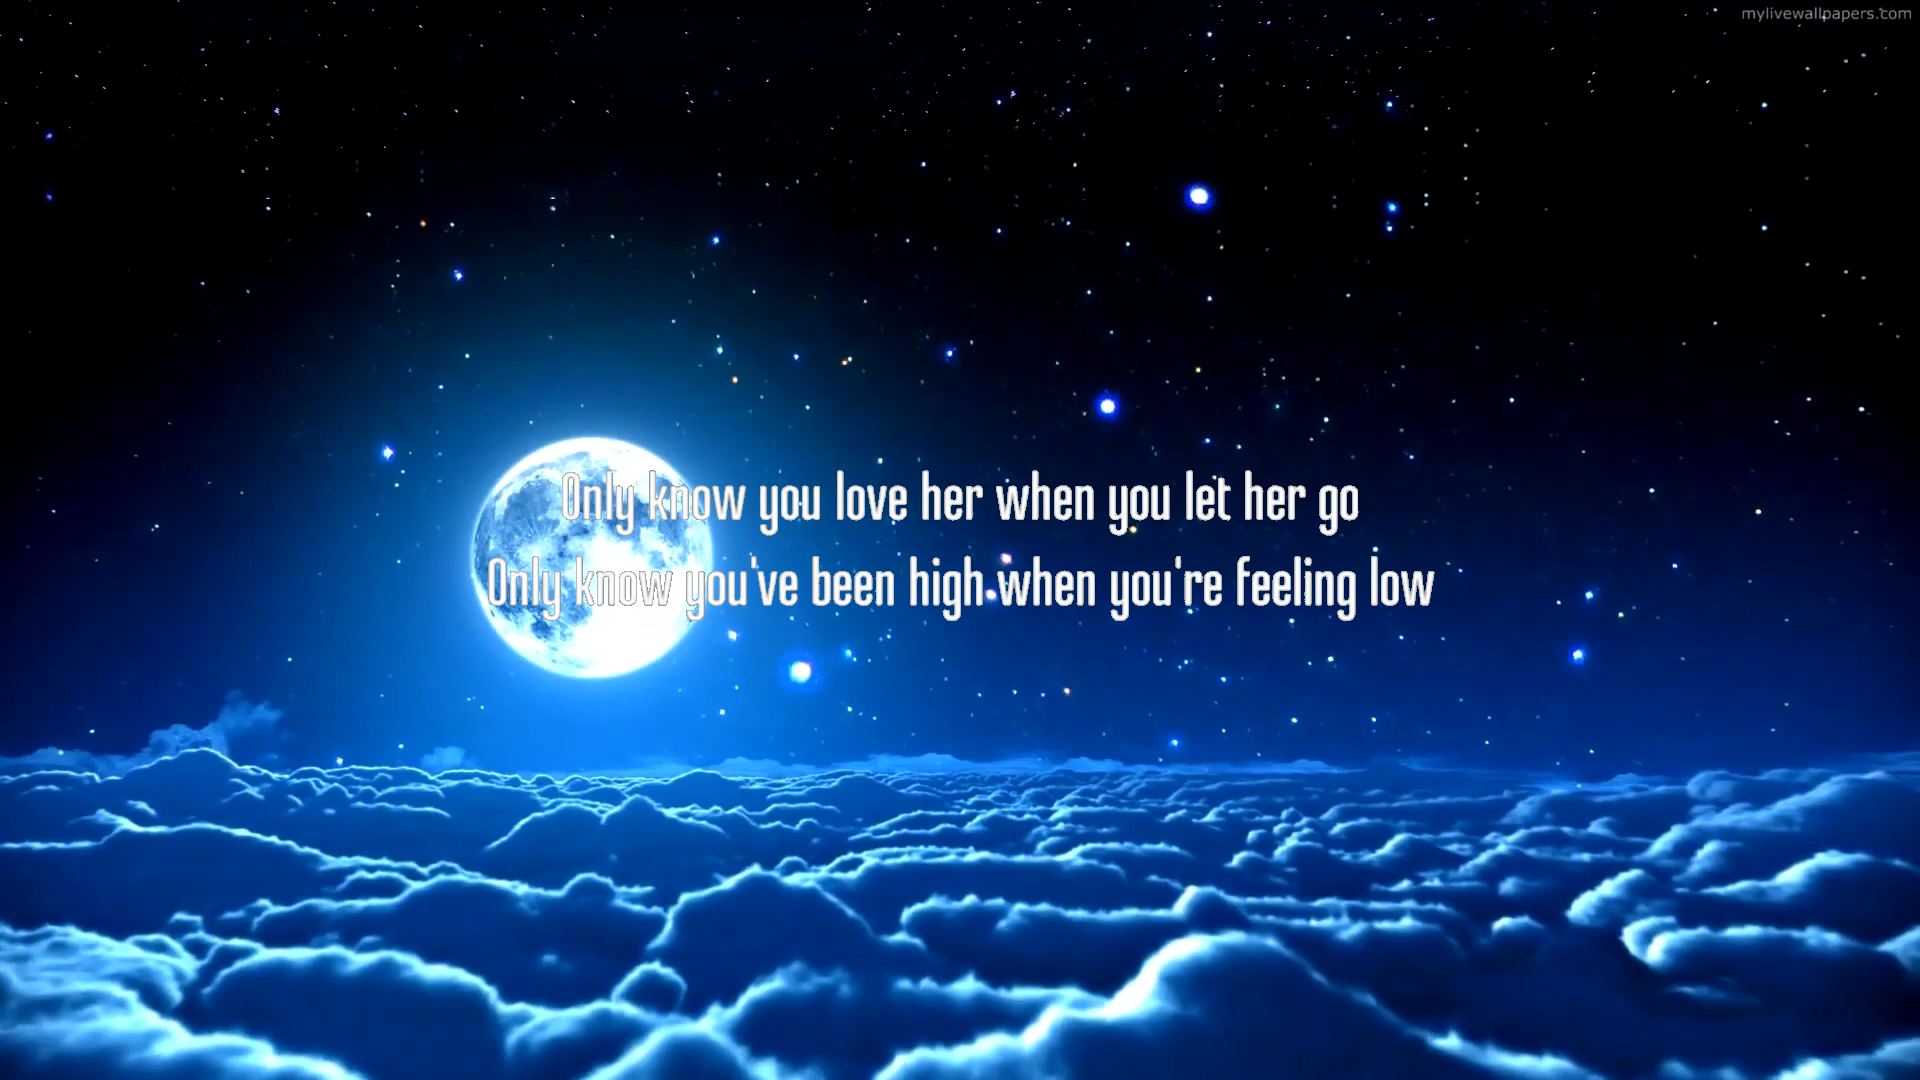 mylivewallpapers.com
Only know you love her when you let her go
Only know you've been high when you're feeling low